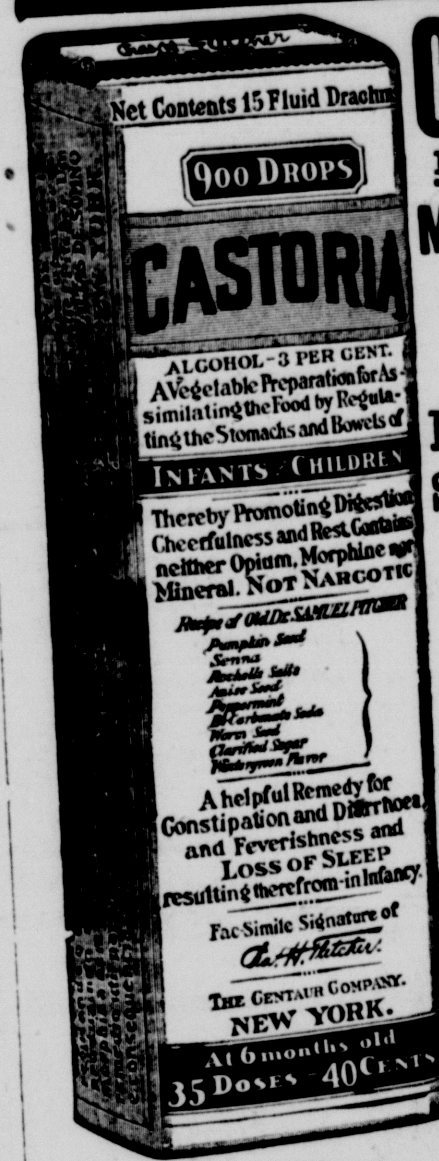 Net Contents 15 Fluid Drachm
900 DROPS
CASTORIA
ALCOHOL-3 PER CENT.
AVegetable Preparation for As-
similating the Food by Regula-
ting the Stomachs and Bowels of
INFANTS CHILDREN
Thereby Promoting Digestion
Cheerfulness and Rest. Contains
neither Opium, Morphine nor
Mineral. NOT NARCOTIC
Recipe of Old Dr. SAMUEL PITCHER
Pumpkin Seed
Senna
Rochelle Salts
Anise Seed
Peppermint
Bi-Carbonate Soda
Worm Seed
Clarified Sugar
Wintergreen Flavor
A helpful Remedy for
Constipation and Diarrhoea,
and Feverishness and
LOSS OF SLEEP
resulting therefrom-in Infancy.
Fac-Simile Signature of
Chas. H. Fletcher.
THE CENTAUR COMPANY.
NEW YORK.
At 6 months old
35 DOSES - 40 CENTS